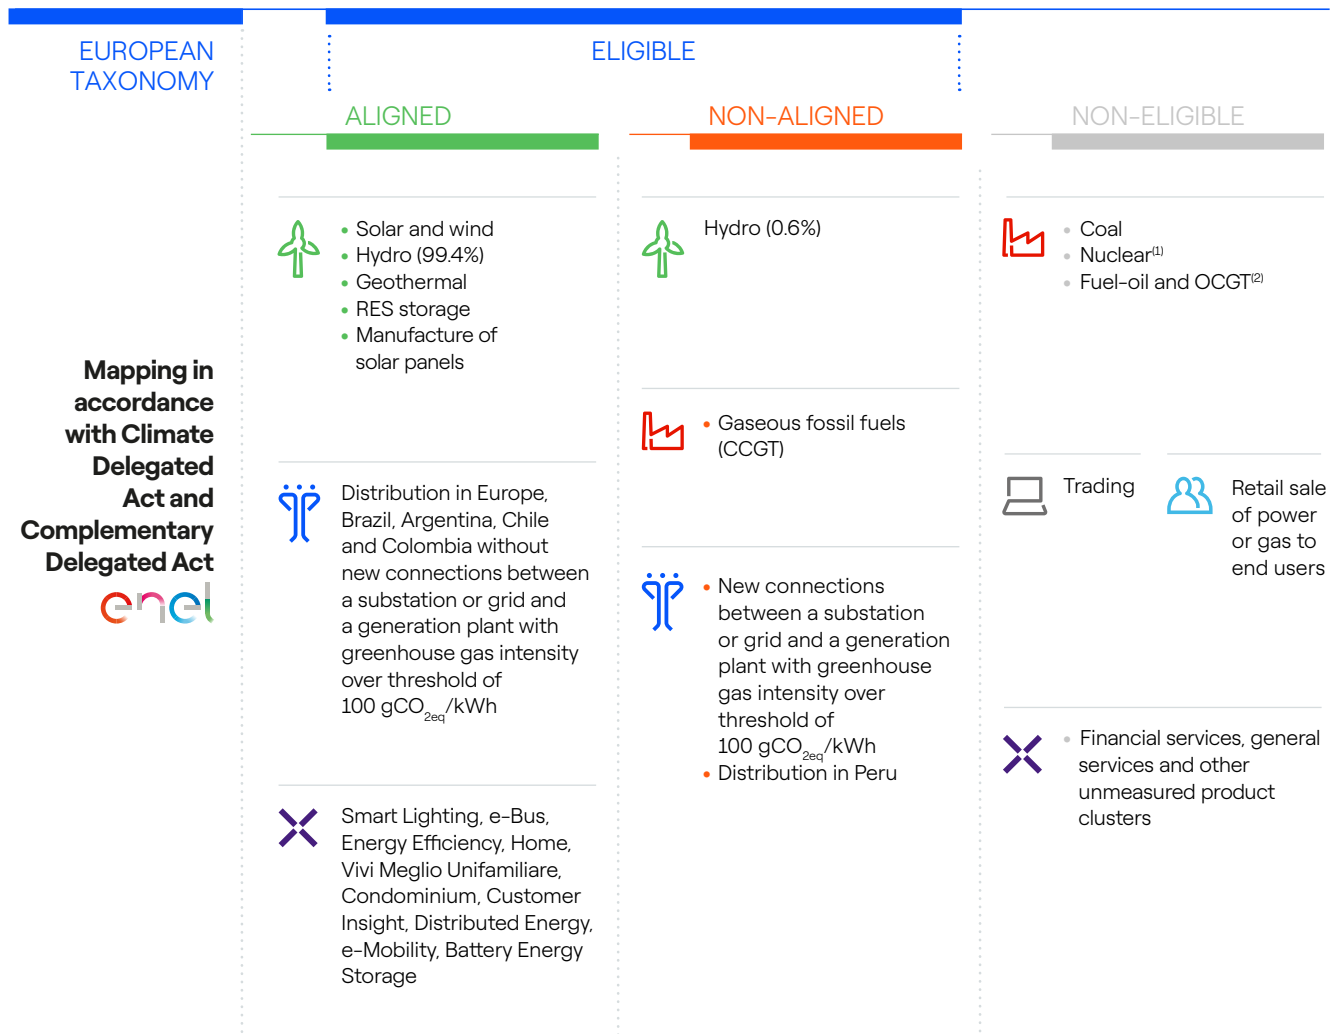 EUROPEAN
TAXONOMY
ELIGIBLE
ALIGNED
NON-ALIGNED
NON-ELIGIBLE
Mapping in
accordance
with Climate
Delegated
Act and
Complementary
Delegated Act
enel
• Solar and wind
• Hydro (99.4%)
• Geothermal
• RES storage
• Manufacture of
solar panels
Distribution in Europe,
Brazil, Argentina, Chile
and Colombia without
new connections between
a substation or grid and
a generation plant with
greenhouse gas intensity
over threshold of
100 gCO2eq/kWh
Smart Lighting, e-Bus,
Energy Efficiency, Home,
Vivi Meglio Unifamiliare,
Condominium, Customer
Insight, Distributed Energy,
e-Mobility, Battery Energy
Storage
Hydro (0.6%)
• Gaseous fossil fuels
(CCGT)
• New connections
between a substation
or grid and a generation
plant with greenhouse
gas intensity over
threshold of
100 gCO2eq/kWh
• Distribution in Peru
• Coal
• Nuclear(1)
• Fuel-oil and OCGT(2)
Trading
Retail sale
of power
or gas to
end users
• Financial services, general
services and other
unmeasured product
clusters